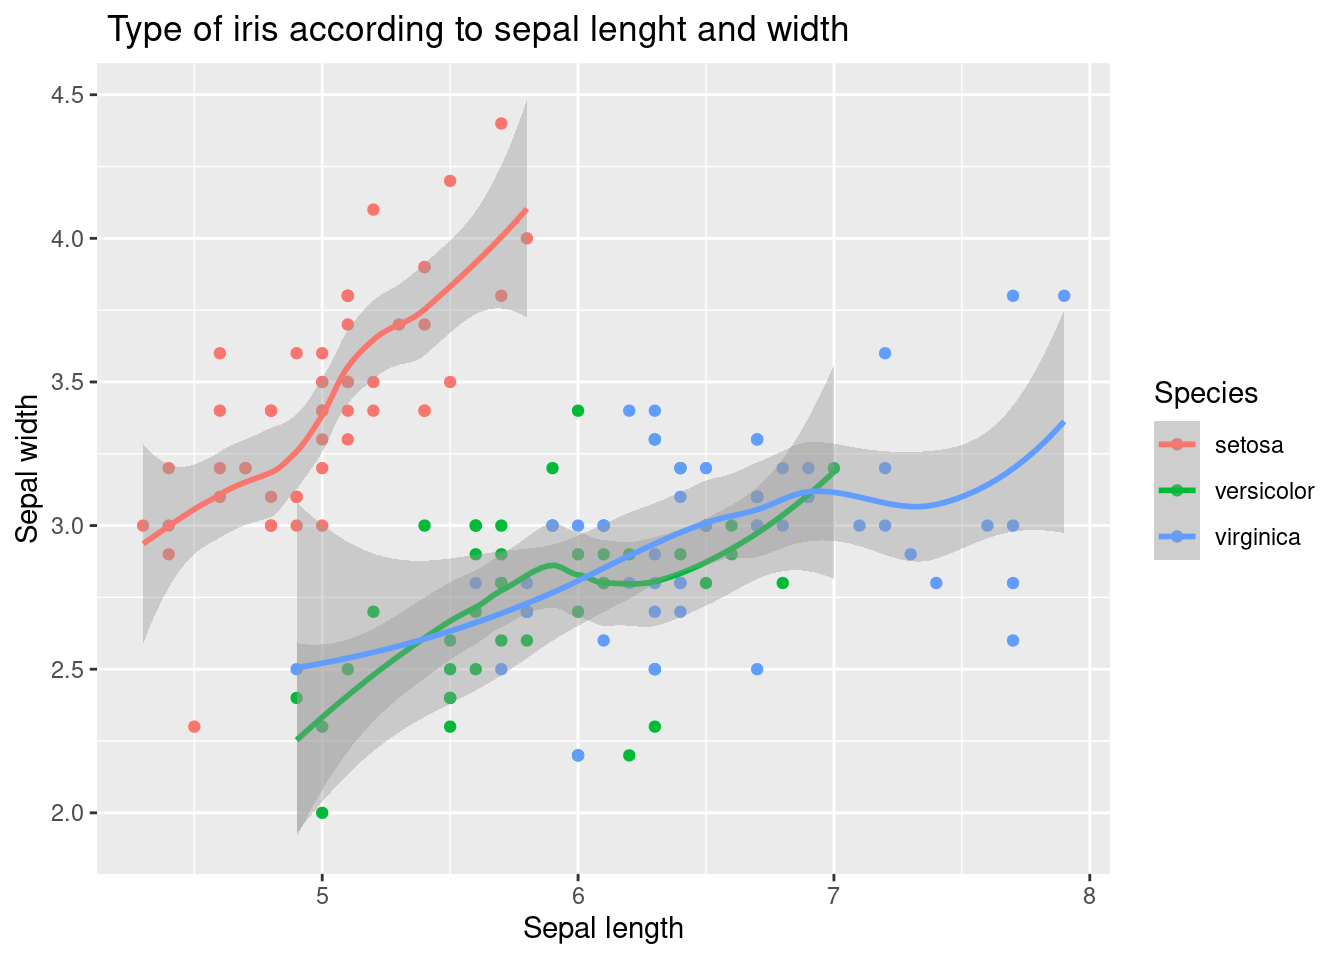 Type of iris according to sepal lenght and width
4.5
4.0
3.5
3.0
2.5
2.0
Sepal width
5 6 7 8
Sepal length
Species
setosa
versicolor
virginica